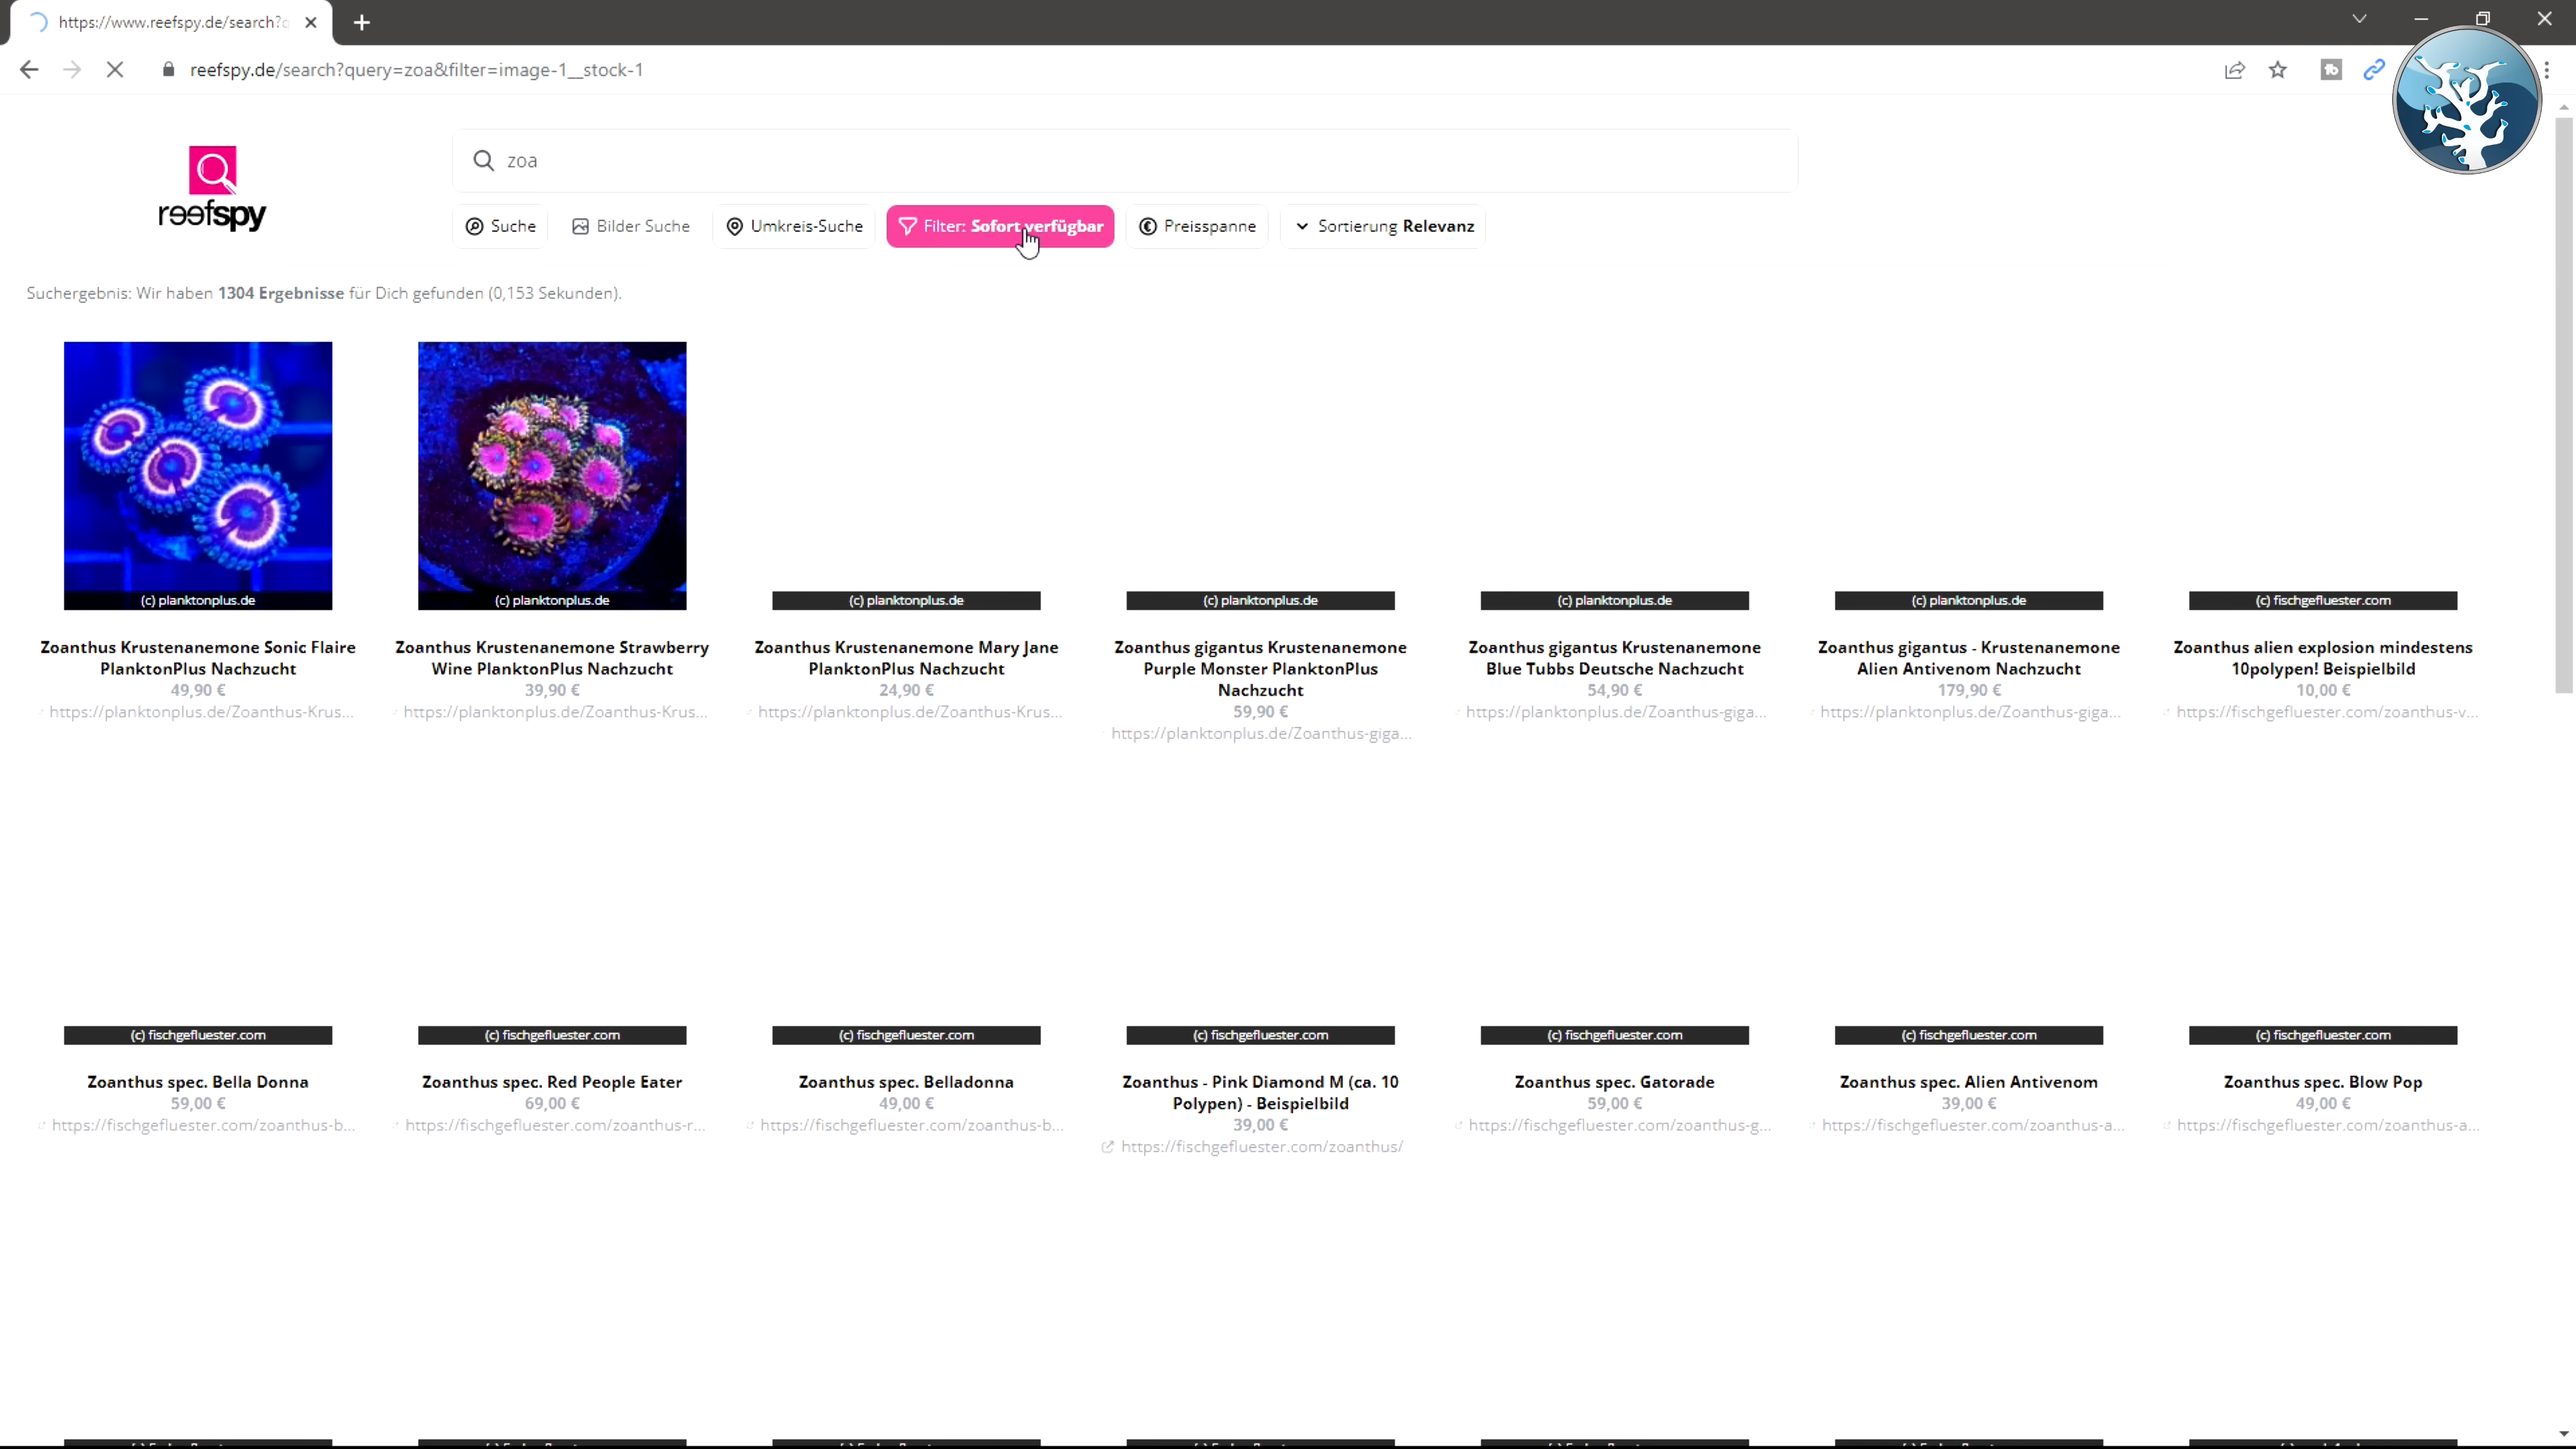 https://www.reefspy.de/search?q
reefspy.de/search?query=zoa&filter=image-1__stock-1
reefspy
zoa
Suche
Bilder Suche
Umkreis-Suche
Filter: Sofort verfügbar
Preisspanne
Sortierung Relevanz
Suchergebnis: Wir haben 1304 Ergebnisse für Dich gefunden (0,153 Sekunden).
(c) planktonplus.de
Zoanthus Krustenanemone Sonic Flaire
PlanktonPlus Nachzucht
49,90 €
https://planktonplus.de/Zoanthus-Krus...
(c) planktonplus.de
Zoanthus Krustenanemone Strawberry
Wine PlanktonPlus Nachzucht
39,90 €
https://planktonplus.de/Zoanthus-Krus...
(c) planktonplus.de
Zoanthus Krustenanemone Mary Jane
PlanktonPlus Nachzucht
24,90 €
https://planktonplus.de/Zoanthus-Krus...
(c) planktonplus.de
Zoanthus gigantus Krustenanemone
Purple Monster PlanktonPlus
Nachzucht
59,90 €
https://planktonplus.de/Zoanthus-giga...
(c) planktonplus.de
Zoanthus gigantus Krustenanemone
Blue Tubbs Deutsche Nachzucht
54,90 €
https://planktonplus.de/Zoanthus-giga...
(c) planktonplus.de
Zoanthus gigantus - Krustenanemone
Alien Antivenom Nachzucht
179,90 €
https://planktonplus.de/Zoanthus-giga...
(c) fischgefluester.com
Zoanthus alien explosion mindestens
10polypen! Beispielbild
10,00 €
https://fischgefluester.com/zoanthus-v...
(c) fischgefluester.com
Zoanthus spec. Bella Donna
59,00 €
https://fischgefluester.com/zoanthus-b...
(c) fischgefluester.com
Zoanthus spec. Red People Eater
69,00 €
https://fischgefluester.com/zoanthus-r...
(c) fischgefluester.com
Zoanthus spec. Belladonna
49,00 €
https://fischgefluester.com/zoanthus-b...
(c) fischgefluester.com
Zoanthus - Pink Diamond M (ca. 10
Polypen) - Beispielbild
39,00 €
https://fischgefluester.com/zoanthus/
(c) fischgefluester.com
Zoanthus spec. Gatorade
59,00 €
https://fischgefluester.com/zoanthus-g...
(c) fischgefluester.com
Zoanthus spec. Alien Antivenom
39,00 €
https://fischgefluester.com/zoanthus-a...
(c) fischgefluester.com
Zoanthus spec. Blow Pop
49,00 €
https://fischgefluester.com/zoanthus-a...